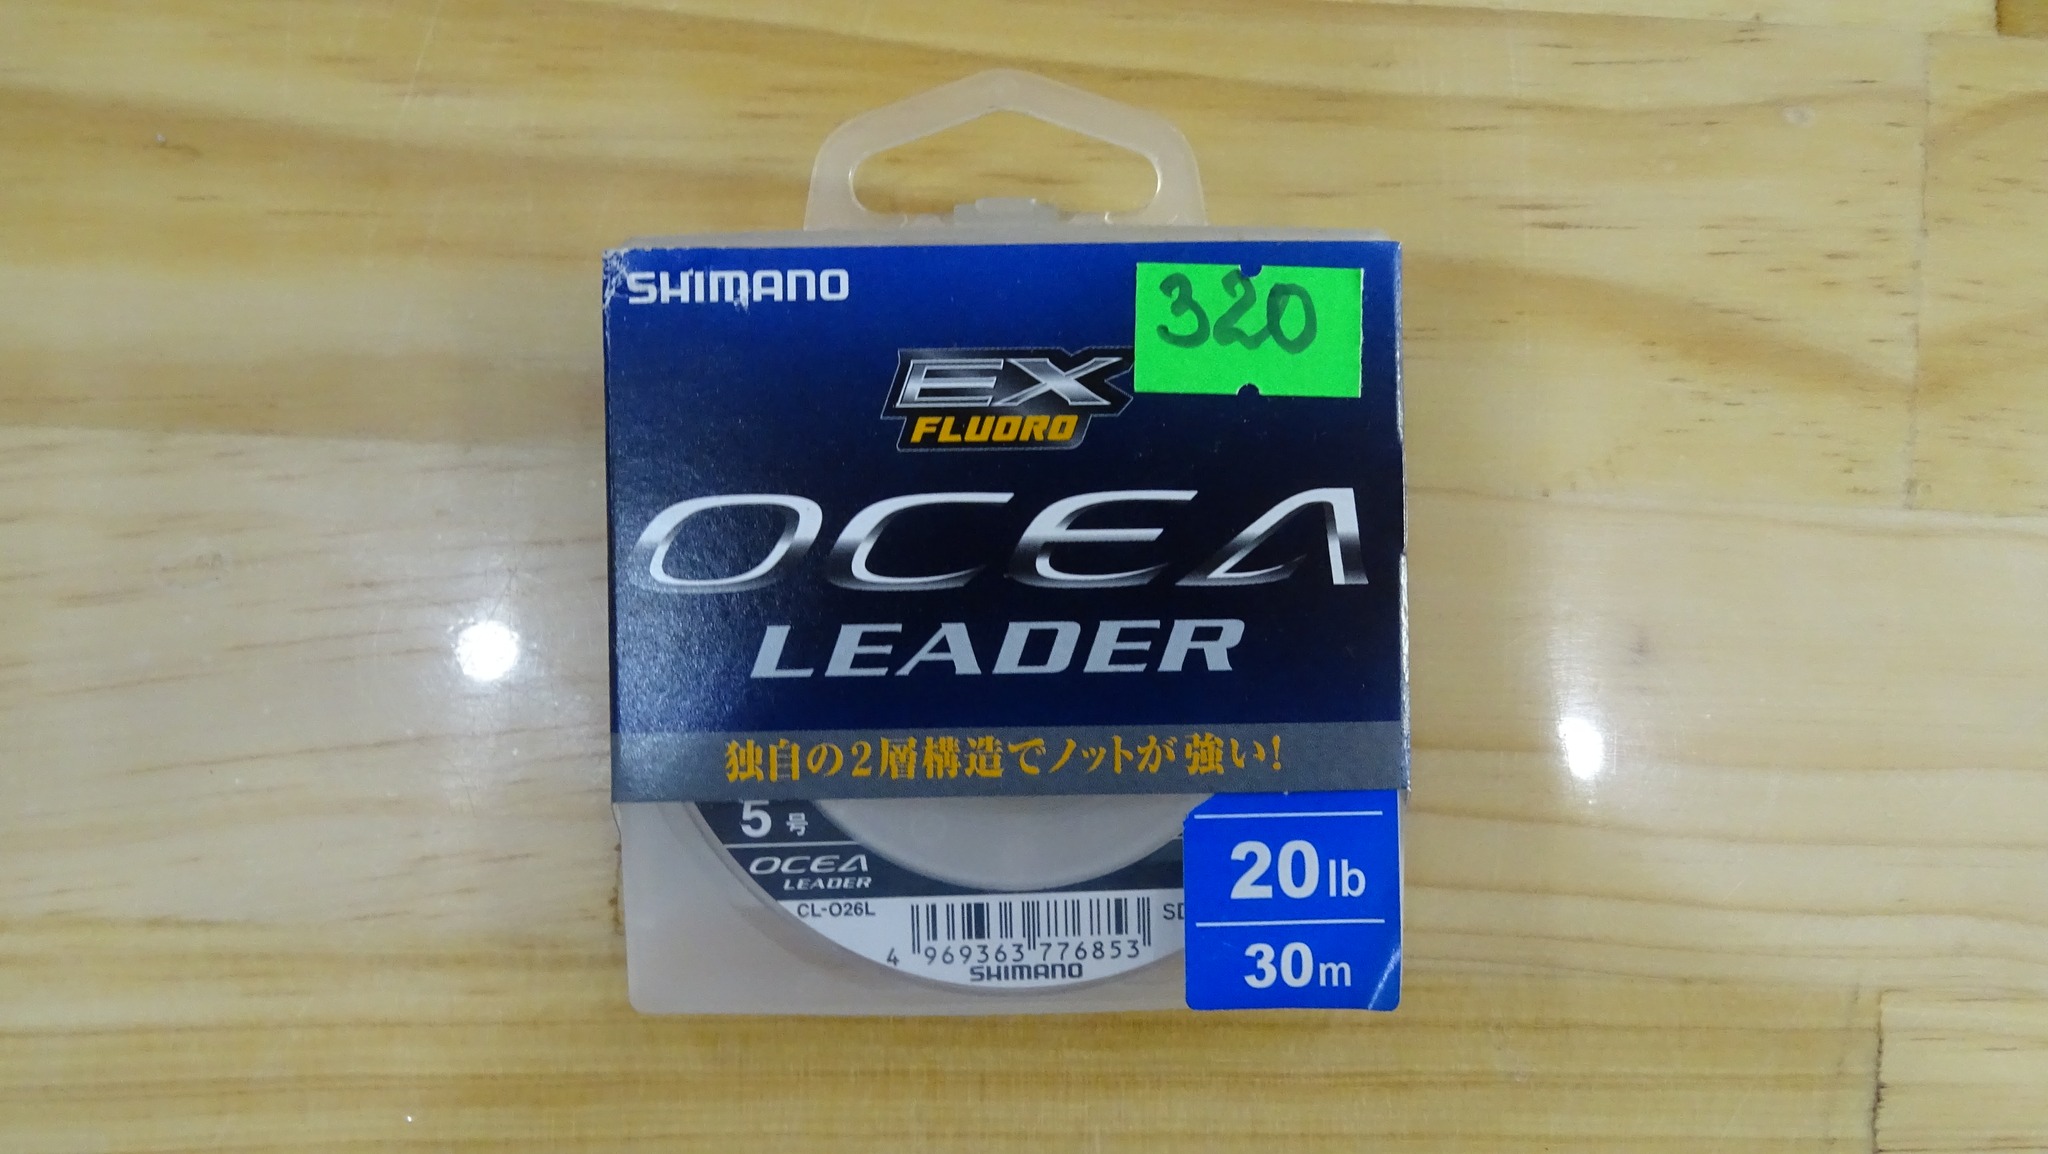 SHIMANO
320
EX
FLUORO
OCEA
LEADER
独自の2層構造でノットが強い!
5号
OCEA
LEADER
CL-O26L
4 969363 776853
SHIMANO
20lb
30m